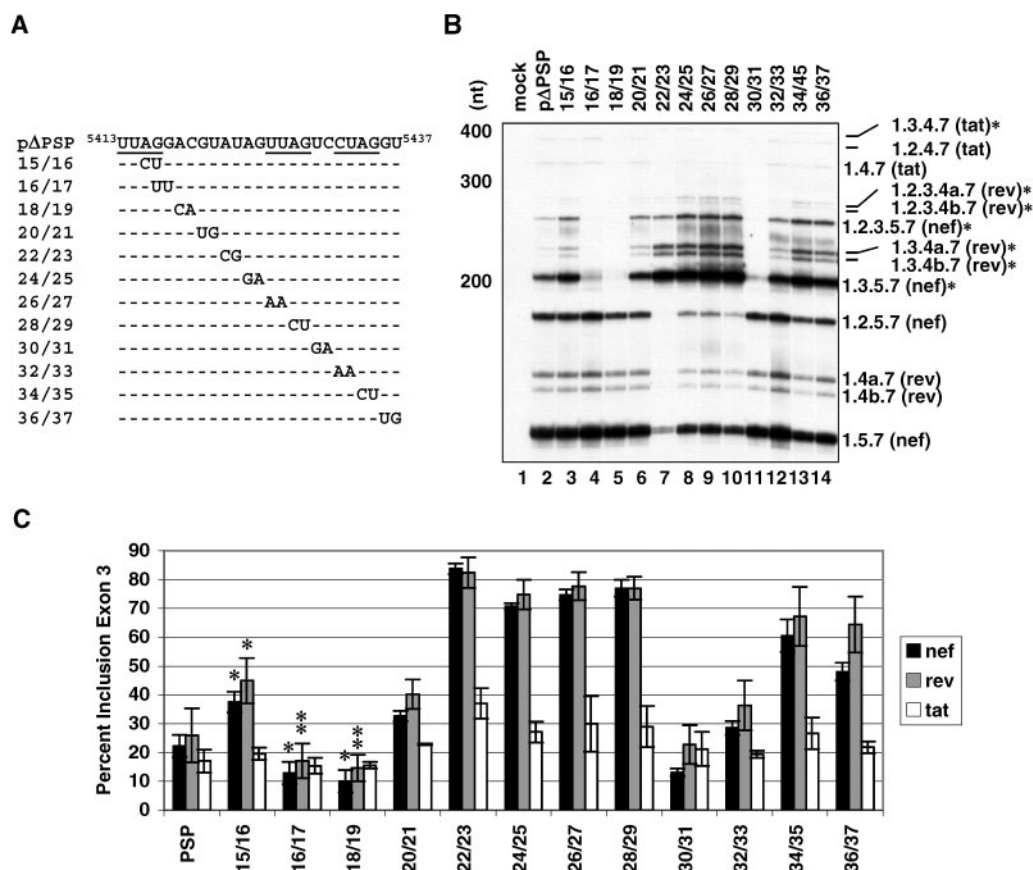 A
pΔPSP 5413UUAGGACGUAUAGUUAGUCCUAGGU5437
15/16 --CU---------------------
16/17 ---UU--------------------
18/19 -----CA------------------
20/21 -------UG----------------
22/23 ---------CG--------------
24/25 -----------GA------------
26/27 -------------AA----------
28/29 ---------------CU--------
30/31 -----------------GA------
32/33 -------------------AA----
34/35 ---------------------CU--
36/37 -----------------------UG
B
(nt) mock pΔPSP 15/16 16/17 18/19 20/21 22/23 24/25 26/27 28/29 30/31 32/33 34/45 36/37
400
300
200
1.3.4.7 (tat)*
1.2.4.7 (tat)
1.4.7 (tat)
1.2.3.4a.7 (rev)*
1.2.3.4b.7 (rev)*
1.2.3.5.7 (nef)*
1.3.4a.7 (rev)*
1.3.4b.7 (rev)*
1.3.5.7 (nef)*
1.2.5.7 (nef)
1.4a.7 (rev)
1.4b.7 (rev)
1.5.7 (nef)
1 2 3 4 5 6 7 8 9 10 11 12 13 14
C
Percent Inclusion Exon 3
90
80
70
60
50
40
30
20
10
0
* * * ** * **
PSP 15/16 16/17 18/19 20/21 22/23 24/25 26/27 28/29 30/31 32/33 34/35 36/37
nef
rev
tat